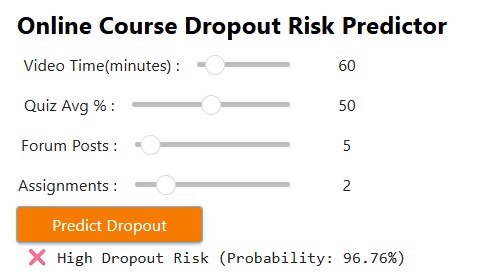 Online Course Dropout Risk Predictor
Video Time(minutes) : 60
Quiz Avg % : 50
Forum Posts : 5
Assignments : 2
Predict Dropout
❌ High Dropout Risk (Probability: 96.76%)